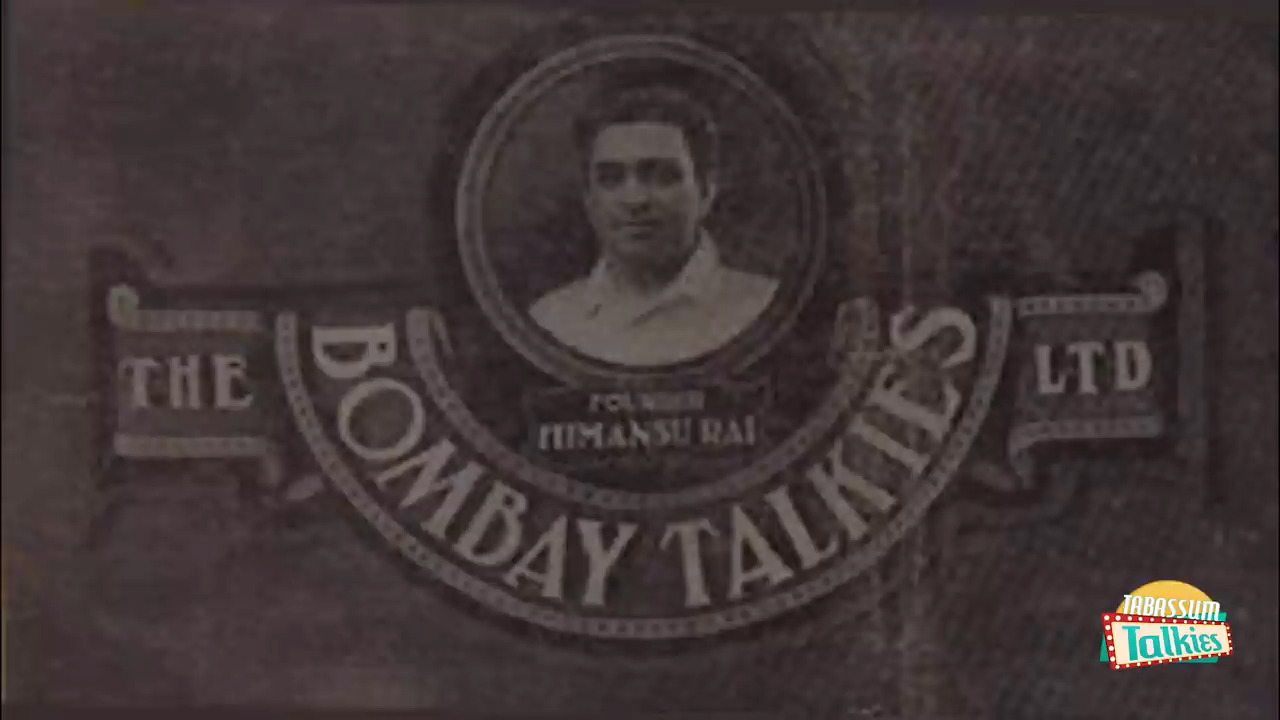 THE BOMBAY TALKIES LTD
FOUNDER
HIMANSU RAI
TABASSUM
Talkies